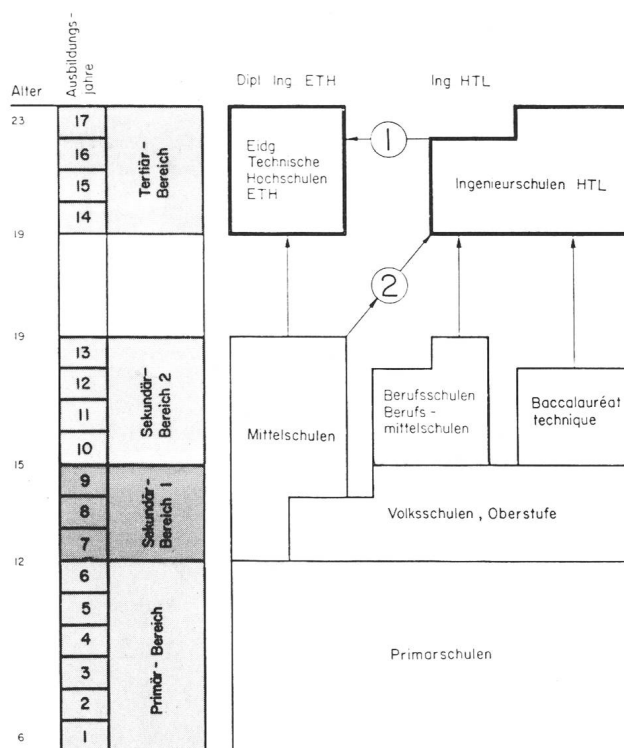 Alter
Ausbildungs-
jahre
Dipl Ing ETH
Ing HTL
23
17
16
15
14
19
Tertiär-
Bereich
Eidg
Technische
Hochschulen
ETH
1
Ingenieurschulen HTL
2
19
13
12
11
10
15
Sekundär-
Bereich 2
Mittelschulen
Berufsschulen
Berufs-
mittelschulen
Baccalauréat
technique
9
8
7
12
Sekundär-
Bereich 1
Volksschulen , Oberstufe
6
5
4
3
2
1
6
Primär - Bereich
Primarschulen